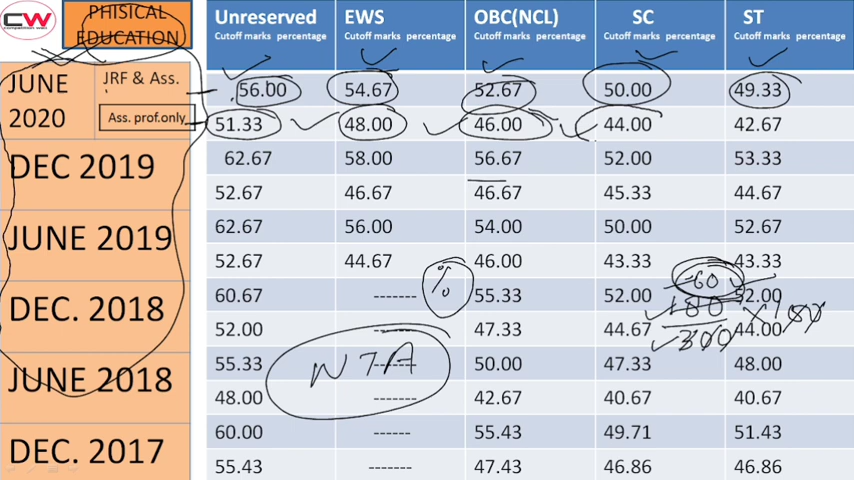 CW
PHISICAL
EDUCATION
Unreserved EWS OBC(NCL) SC ST
Cutoff marks percentage Cutoff marks percentage Cutoff marks percentage Cutoff marks percentage Cutoff marks percentage
JUNE 2020 JRF & Ass. 56.00 54.67 52.67 50.00 49.33
Ass. prof.only 51.33 48.00 46.00 44.00 42.67
DEC 2019 62.67 58.00 56.67 52.00 53.33
52.67 46.67 46.67 45.33 44.67
JUNE 2019 62.67 56.00 54.00 50.00 52.67
52.67 44.67 46.00 43.33 43.33
%
60
DEC. 2018 60.67 ------- 55.33 52.00 52.00
180 × 100
52.00 47.33 44.67 44.00
300
NTA
JUNE 2018 55.33 ------- 50.00 47.33 48.00
48.00 ------- 42.67 40.67 40.67
DEC. 2017 60.00 ------ 55.43 49.71 51.43
55.43 ------- 47.43 46.86 46.86